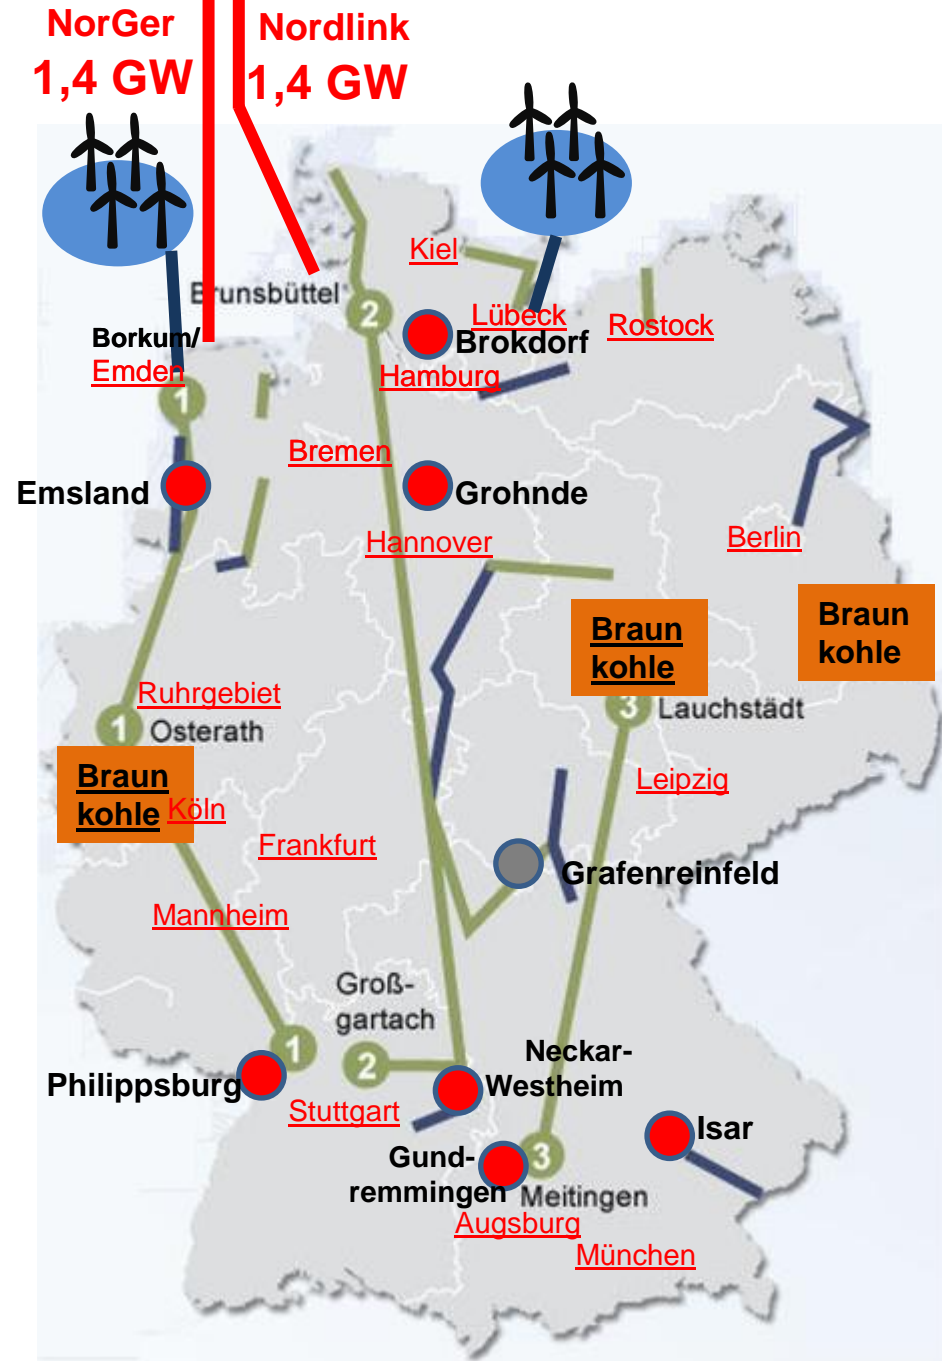 NorGer
1,4 GW
Nordlink
1,4 GW
Kiel
Brunsbüttel
2
Lübeck
Rostock
Borkum/
Emden
Brokdorf
Hamburg
1
Bremen
Emsland
Grohnde
Hannover
Berlin
Braun
kohle
Braun
kohle
Ruhrgebiet
1
Osterath
3
Lauchstädt
Braun
kohle
Köln
Leipzig
Frankfurt
Grafenreinfeld
Mannheim
Groß-
gartach
1
2
Neckar-
Westheim
Philippsburg
Stuttgart
Isar
Gund-
remmingen
3
Meitingen
Augsburg
München